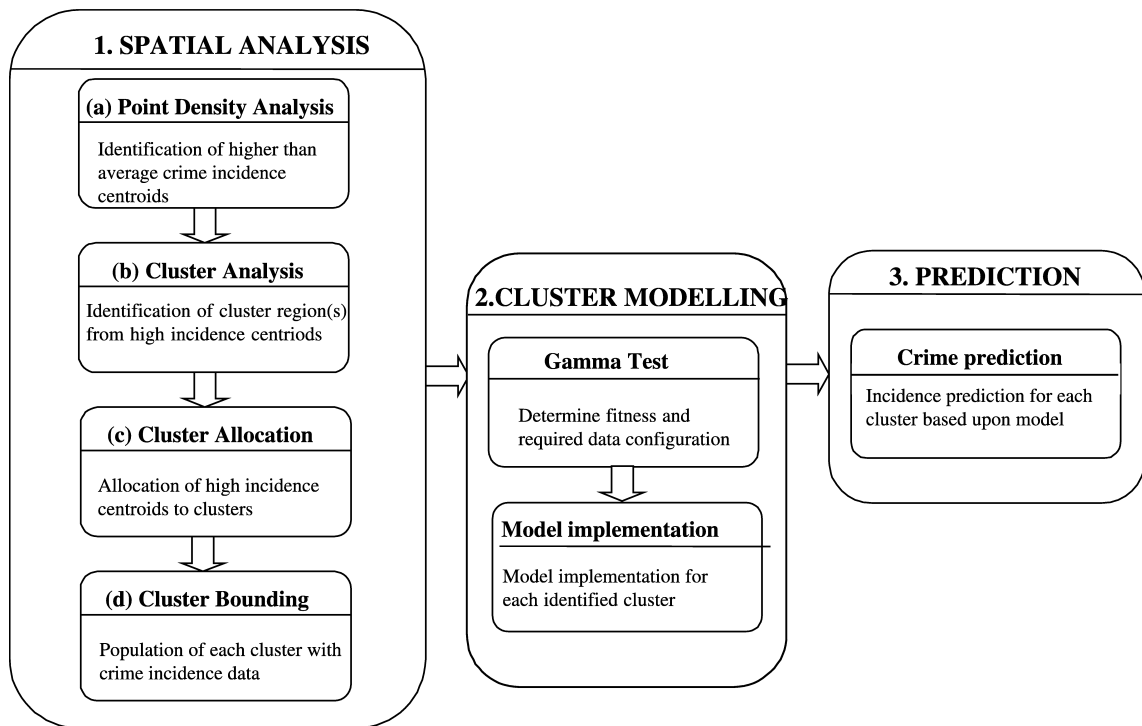 1. SPATIAL ANALYSIS
(a) Point Density Analysis
Identification of higher than
average crime incidence
centroids
(b) Cluster Analysis
Identification of cluster region(s)
from high incidence centriods
(c) Cluster Allocation
Allocation of high incidence
centroids to clusters
(d) Cluster Bounding
Population of each cluster with
crime incidence data
2.CLUSTER MODELLING
Gamma Test
Determine fitness and
required data configuration
Model implementation
Model implementation for
each identified cluster
3. PREDICTION
Crime prediction
Incidence prediction for each
cluster based upon model